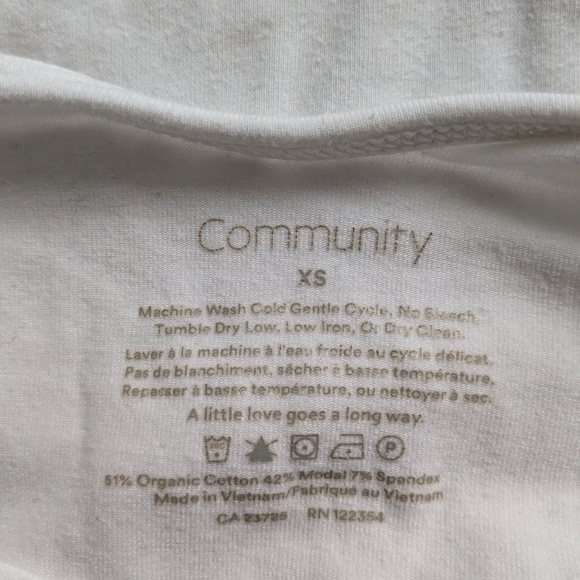 Community
XS
Machine Wash Cold Gentle Cycle, No Bleach,
Tumble Dry Low, Low Iron, Or Dry Clean.
Laver à la machine à l'eau froide au cycle délicat,
Pas de blanchiment, sécher à basse température,
Repasser à basse température, ou nettoyer à sec.
A little love goes a long way.
30C P
51% Organic Cotton 42% Modal 7% Spandex
Made in Vietnam/Fabriqué au Vietnam
CA 23725 RN 122354